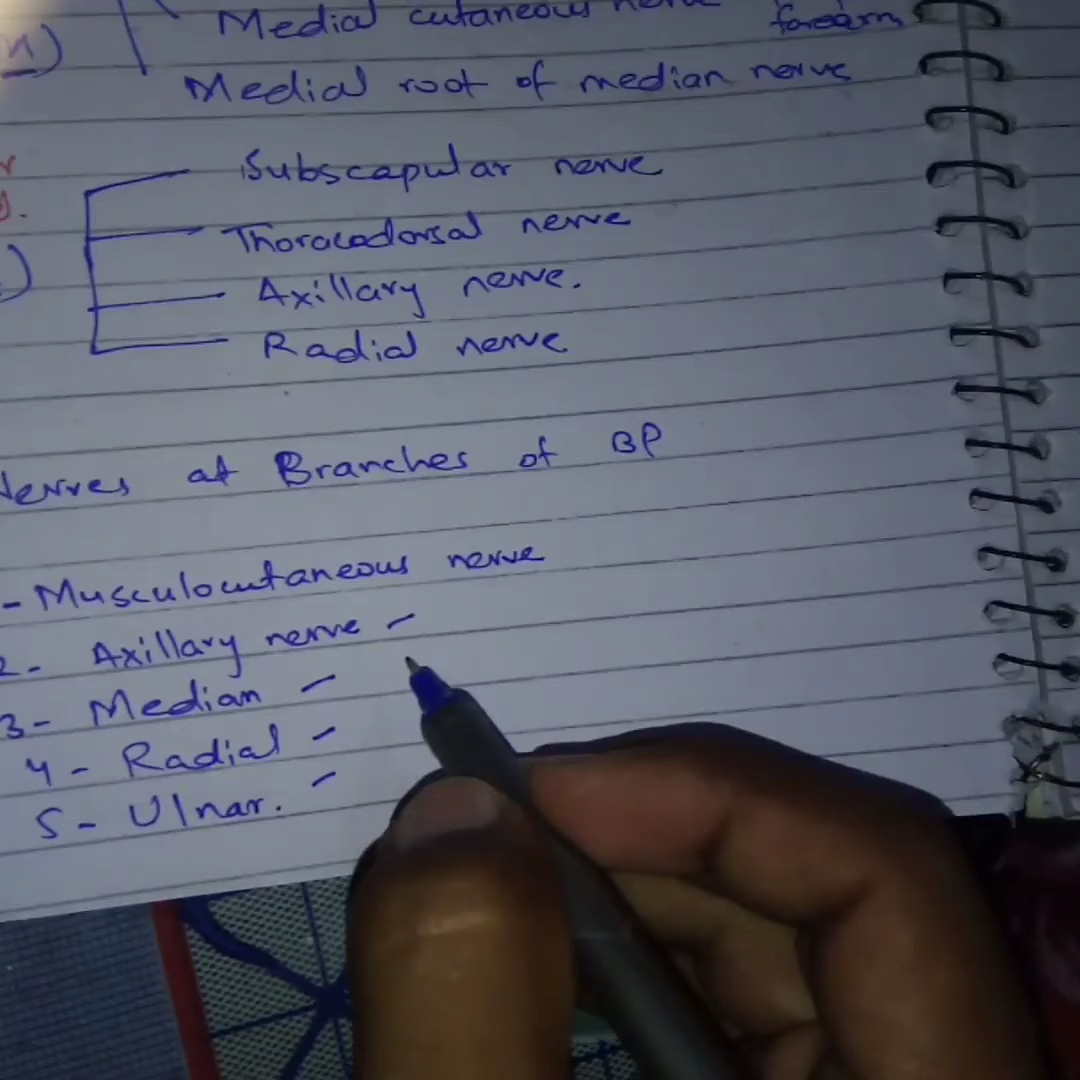 Medial cutaneous nerve forearm
Medial root of median nerve
Subscapular nerve
Thoracodorsal nerve
Axillary nerve.
Radial nerve
Nerves at Branches of BP
- Musculocutaneous nerve
2- Axillary nerve -
3- Median -
4- Radial -
5- Ulnar. -